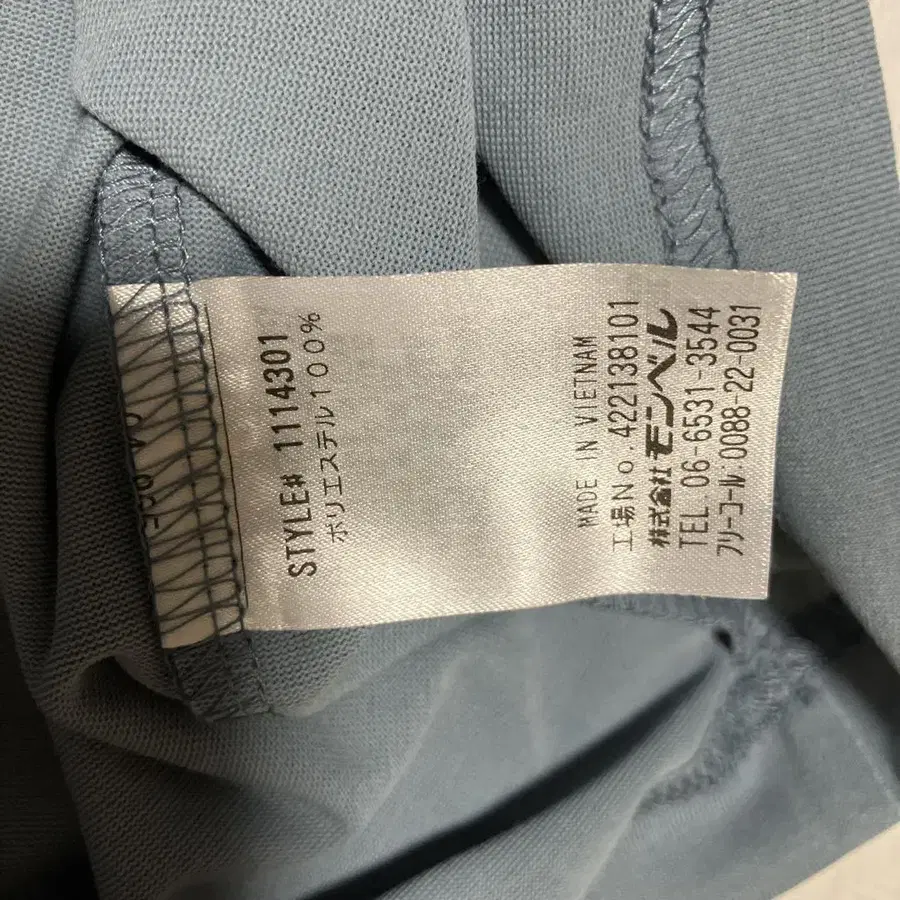 STYLE# 1114301
ポリエステル100%
MADE IN VIETNAM
工場No.422138101
株式会社 モンベル
TEL.06-6531-3544
フリーコール:0088-22-0031